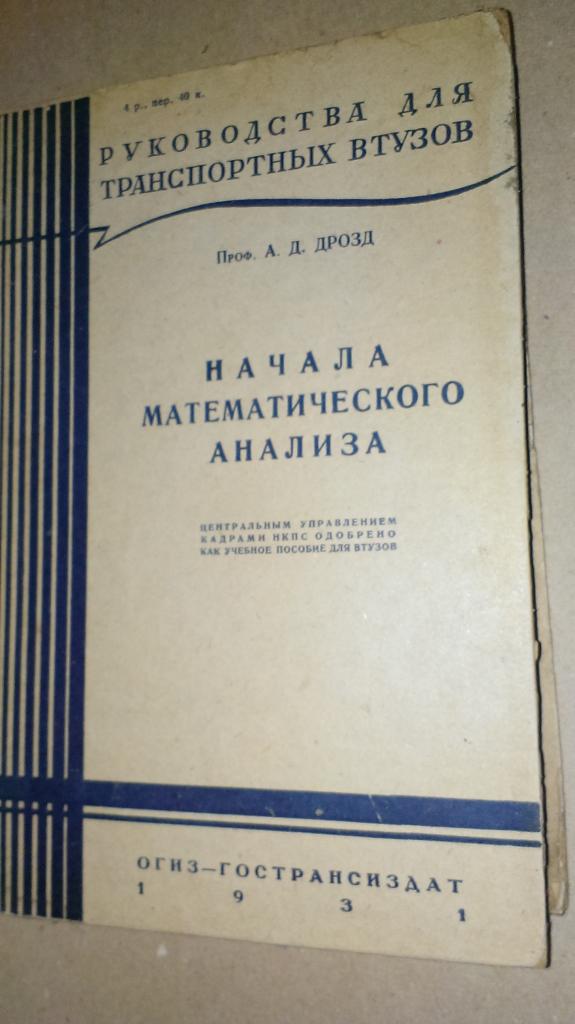 4 р., пер. 40 к.
РУКОВОДСТВА ДЛЯ
ТРАНСПОРТНЫХ ВТУЗОВ
Проф. А. Д. ДРОЗД
НАЧАЛА
МАТЕМАТИЧЕСКОГО
АНАЛИЗА
ЦЕНТРАЛЬНЫМ УПРАВЛЕНИЕМ
КАДРАМИ НКПС ОДОБРЕНО
КАК УЧЕБНОЕ ПОСОБИЕ ДЛЯ ВТУЗОВ
ОГИЗ—ГОСТРАНСИЗДАТ
1 9 3 1